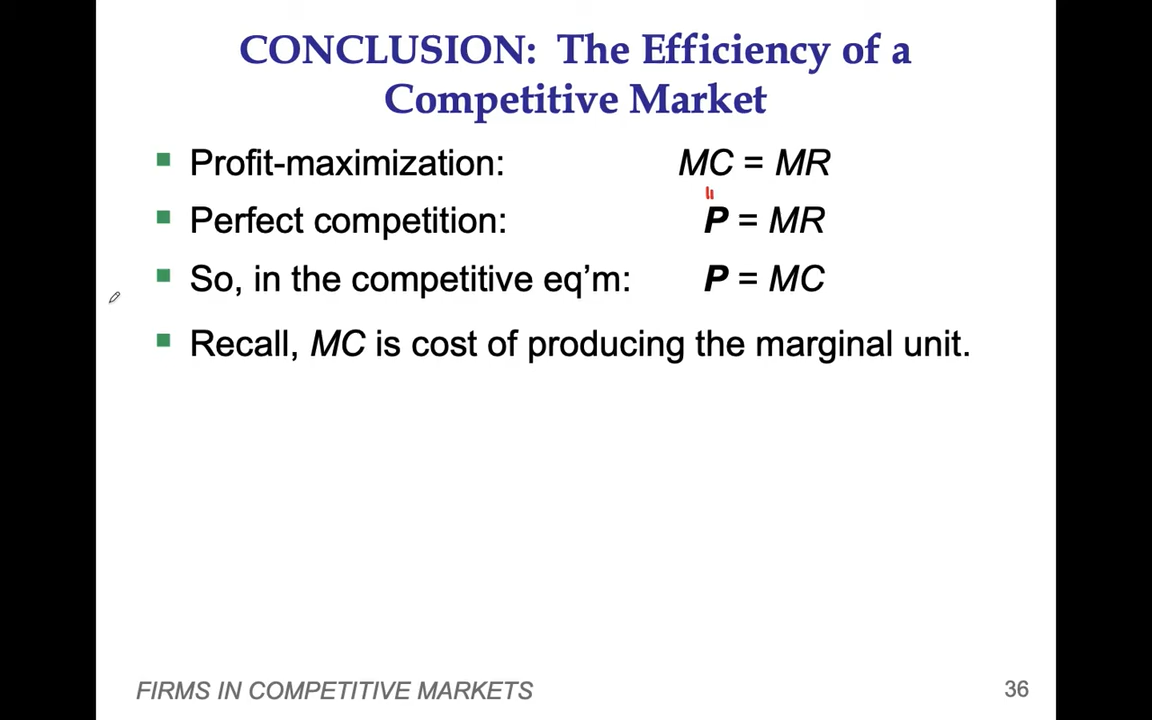 CONCLUSION: The Efficiency of a
Competitive Market
Profit-maximization: MC = MR
Perfect competition: P = MR
So, in the competitive eq’m: P = MC
Recall, MC is cost of producing the marginal unit.
FIRMS IN COMPETITIVE MARKETS 36